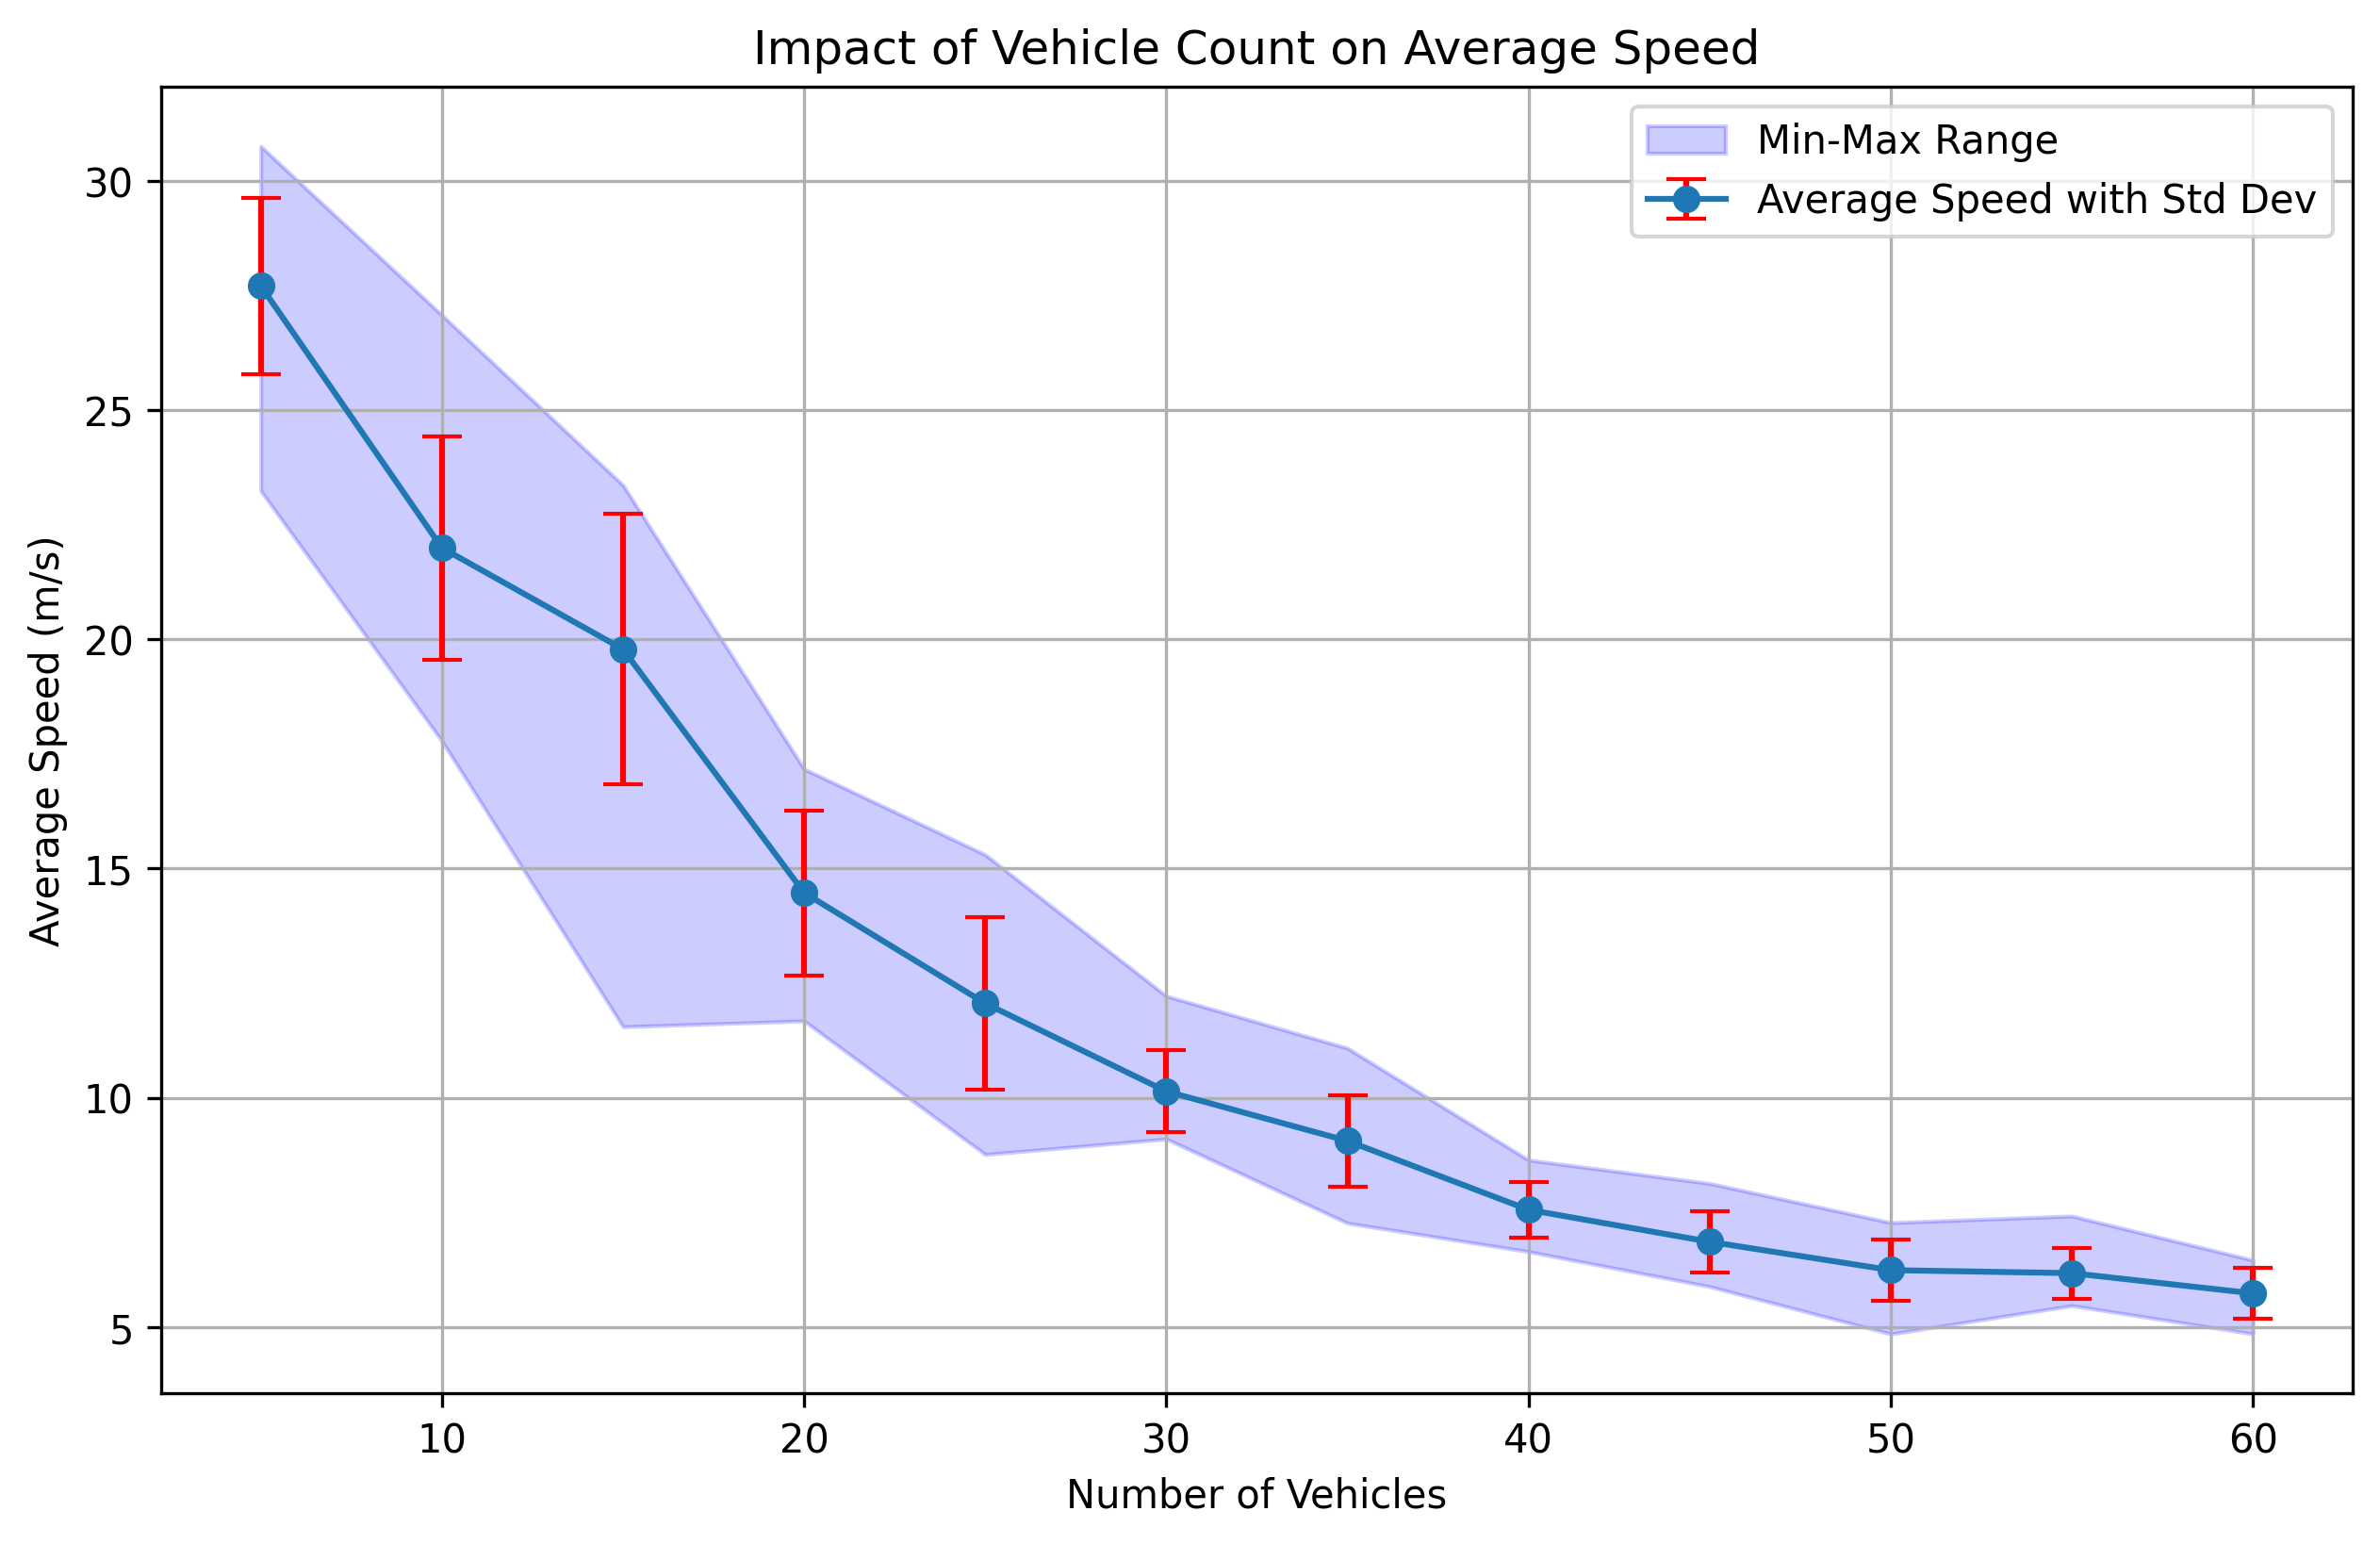 Impact of Vehicle Count on Average Speed
Min-Max Range
Average Speed with Std Dev
Average Speed (m/s)
30
25
20
15
10
5
10 20 30 40 50 60
Number of Vehicles